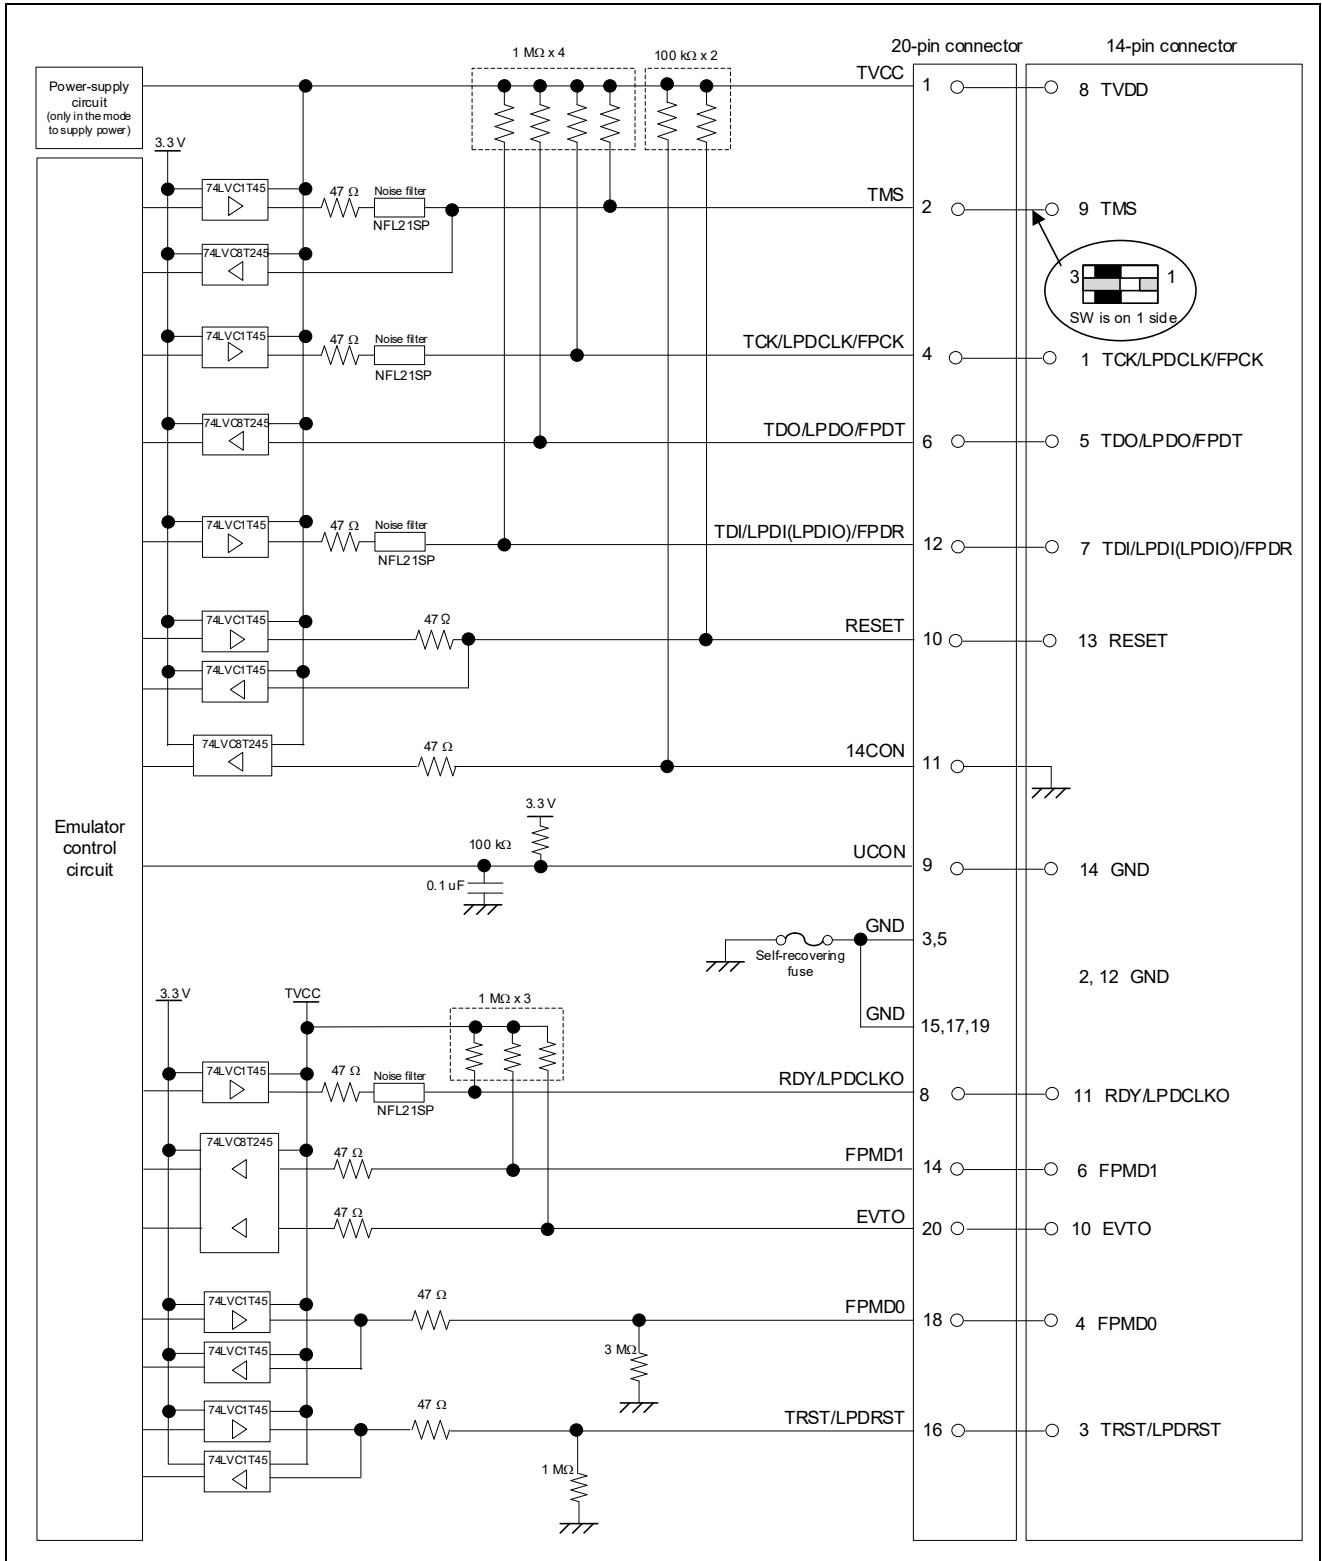 20-pin connector
14-pin connector
1 MΩ x 4
100 kΩ x 2
TVCC
1
8 TVDD
Power-supply
circuit
(only in the mode
to supply power)
3.3 V
74LVC1T45
47 Ω
Noise filter
NFL21SP
TMS
2
9 TMS
74LVC8T245
3
1
SW is on 1 side
74LVC1T45
47 Ω
Noise filter
NFL21SP
TCK/LPDCLK/FPCK
4
1 TCK/LPDCLK/FPCK
74LVC8T245
TDO/LPDO/FPDT
6
5 TDO/LPDO/FPDT
74LVC1T45
47 Ω
Noise filter
NFL21SP
TDI/LPDI(LPDIO)/FPDR
12
7 TDI/LPDI(LPDIO)/FPDR
74LVC1T45
47 Ω
RESET
10
13 RESET
74LVC1T45
74LVC8T245
47 Ω
14CON
11
Emulator
control
circuit
3.3 V
100 kΩ
0.1 uF
UCON
9
14 GND
GND
3,5
Self-recovering
fuse
2, 12 GND
GND
15,17,19
3.3 V
TVCC
1 MΩ x 3
74LVC1T45
47 Ω
Noise filter
NFL21SP
RDY/LPDCLKO
8
11 RDY/LPDCLKO
74LVC8T245
47 Ω
FPMD1
14
6 FPMD1
47 Ω
EVTO
20
10 EVTO
74LVC1T45
47 Ω
FPMD0
18
4 FPMD0
74LVC1T45
3 MΩ
74LVC1T45
47 Ω
TRST/LPDRST
16
3 TRST/LPDRST
74LVC1T45
1 MΩ